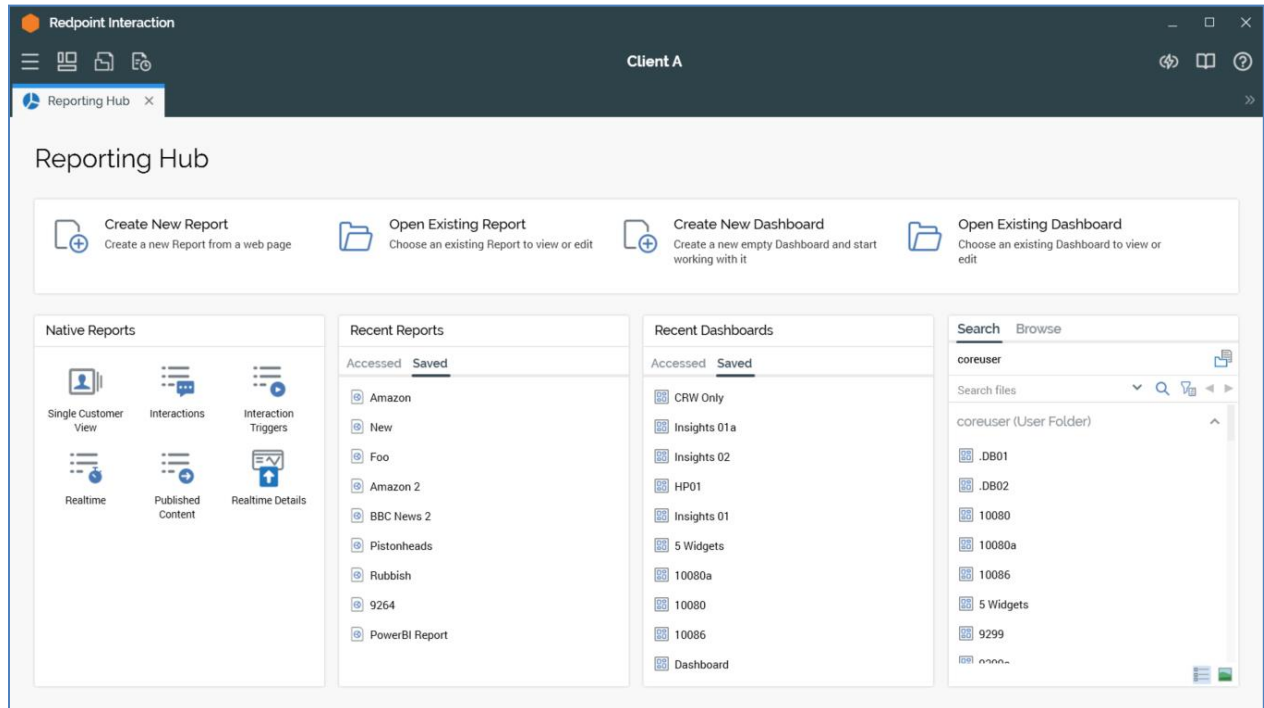 Redpoint Interaction
Client A
Reporting Hub
Reporting Hub
Create New Report
Create a new Report from a web page
Open Existing Report
Choose an existing Report to view or edit
Create New Dashboard
Create a new empty Dashboard and start
working with it
Open Existing Dashboard
Choose an existing Dashboard to view or
edit
Native Reports
Single Customer
View
Interactions
Interaction
Triggers
Realtime
Published
Content
Realtime Details
Recent Reports
Accessed Saved
Amazon
New
Foo
Amazon 2
BBC News 2
Pistonheads
Rubbish
9264
PowerBI Report
Recent Dashboards
Accessed Saved
CRW Only
Insights 01a
Insights 02
HP01
Insights 01
5 Widgets
10080a
10080
10086
Dashboard
Search Browse
coreuser
Search files
coreuser (User Folder)
.DB01
.DB02
10080
10080a
10086
5 Widgets
9299